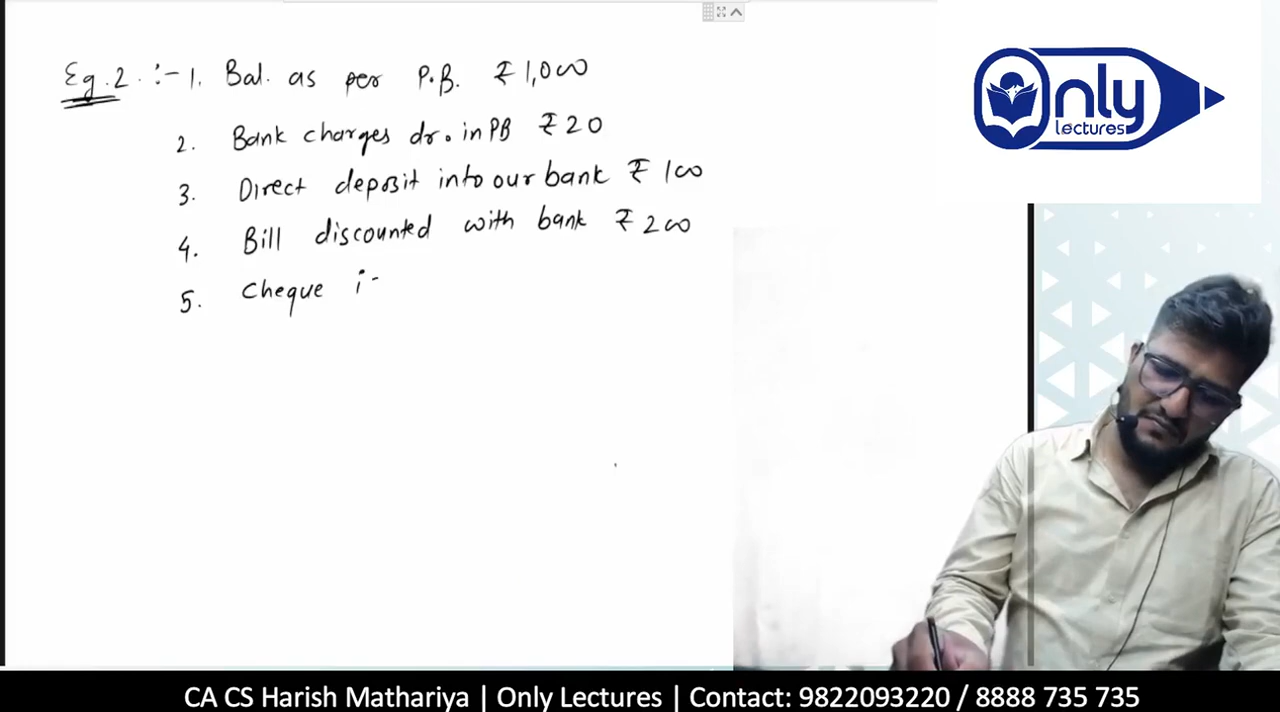 Eg. 2 :- 1. Bal. as per P.B. ₹ 1,000
2. Bank charges dr. in PB ₹ 20
3. Direct deposit into our bank ₹ 100
4. Bill discounted with bank ₹ 200
5. Cheque i
Only
lectures
CA CS Harish Mathariya | Only Lectures | Contact: 9822093220 / 8888 735 735